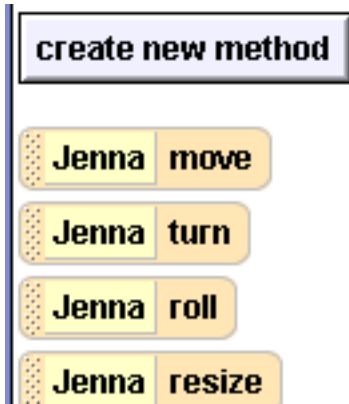 create new method
Jenna move
Jenna turn
Jenna roll
Jenna resize